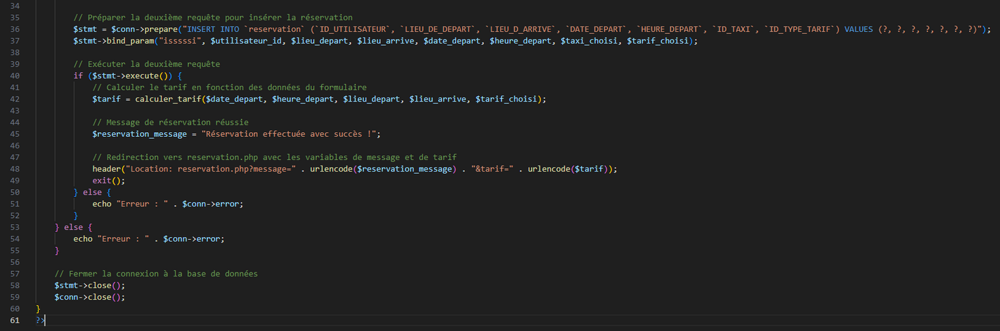 34
35 // Préparer la deuxième requête pour insérer la réservation
36 $stmt = $conn->prepare("INSERT INTO `reservation` (`ID_UTILISATEUR`, `LIEU_DE_DEPART`, `LIEU_D_ARRIVE`, `DATE_DEPART`, `HEURE_DEPART`, `ID_TAXI`, `ID_TYPE_TARIF`) VALUES (?, ?, ?, ?, ?, ?, ?)");
37 $stmt->bind_param("isssssi", $utilisateur_id, $lieu_depart, $lieu_arrive, $date_depart, $heure_depart, $taxi_choisi, $tarif_choisi);
38
39 // Exécuter la deuxième requête
40 if ($stmt->execute()) {
41 // Calculer le tarif en fonction des données du formulaire
42 $tarif = calculer_tarif($date_depart, $heure_depart, $lieu_depart, $lieu_arrive, $tarif_choisi);
43
44 // Message de réservation réussie
45 $reservation_message = "Réservation effectuée avec succès !";
46
47 // Redirection vers reservation.php avec les variables de message et de tarif
48 header("Location: reservation.php?message=" . urlencode($reservation_message) . "&tarif=" . urlencode($tarif));
49 exit();
50 } else {
51 echo "Erreur : " . $conn->error;
52 }
53 } else {
54 echo "Erreur : " . $conn->error;
55 }
56
57 // Fermer la connexion à la base de données
58 $stmt->close();
59 $conn->close();
60 }
61 ?>